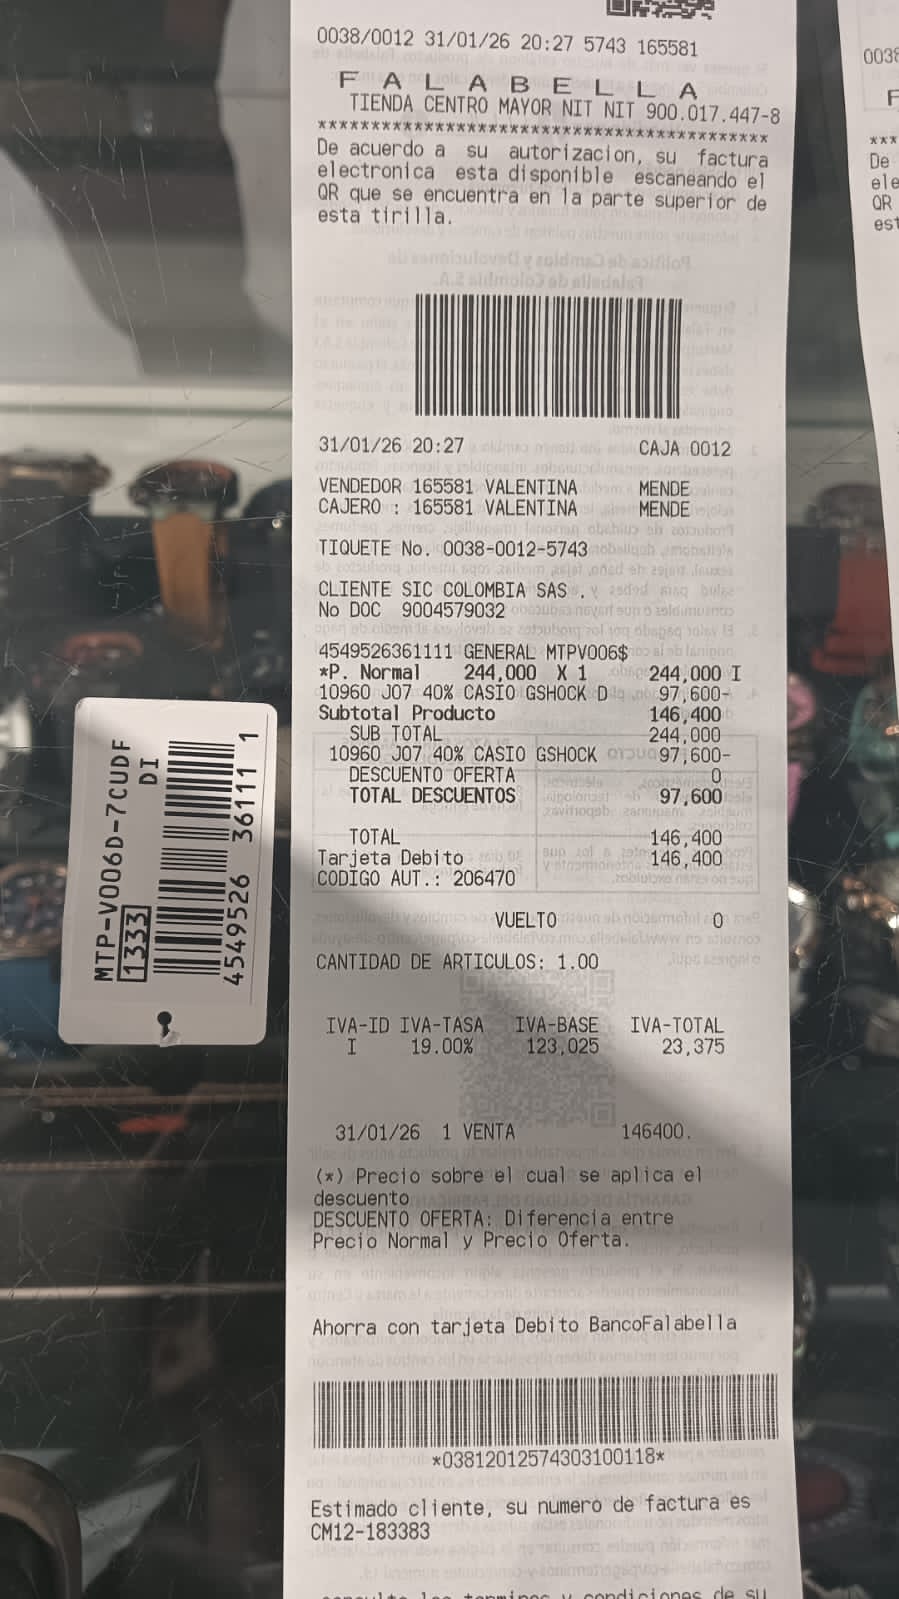 0038/0012 31/01/26 20:27 5743 165581
F A L A B E L L A
TIENDA CENTRO MAYOR NIT NIT 900.017.447-8
******************************************
De acuerdo a su autorizacion, su factura
electronica esta disponible escaneando el
QR que se encuentra en la parte superior de
esta tirilla.
31/01/26 20:27 CAJA 0012
VENDEDOR 165581 VALENTINA MENDE
CAJERO : 165581 VALENTINA MENDE
TIQUETE No. 0038-0012-5743
CLIENTE SIC COLOMBIA SAS .
No DOC 9004579032
4549526361111 GENERAL MTPV006$
*P. Normal 244,000 X 1 244,000 I
10960 J07 40% CASIO GSHOCK D 97,600-
Subtotal Producto 146,400
SUB TOTAL 244,000
10960 J07 40% CASIO GSHOCK 97,600-
DESCUENTO OFERTA 0
TOTAL DESCUENTOS 97,600
TOTAL 146,400
Tarjeta Debito 146,400
CODIGO AUT.: 206470
VUELTO 0
CANTIDAD DE ARTICULOS: 1.00
IVA-ID IVA-TASA IVA-BASE IVA-TOTAL
I 19.00% 123,025 23,375
31/01/26 1 VENTA 146400.
(*) Precio sobre el cual se aplica el
descuento
DESCUENTO OFERTA: Diferencia entre
Precio Normal y Precio Oferta.
Ahorra con tarjeta Debito BancoFalabella
*03812012574303100118*
Estimado cliente, su numero de factura es
CM12-183383
MTP-V006D-7CUDF
DI
1333
4549526 36111 1
0038
F
***
De
ele
QR
est